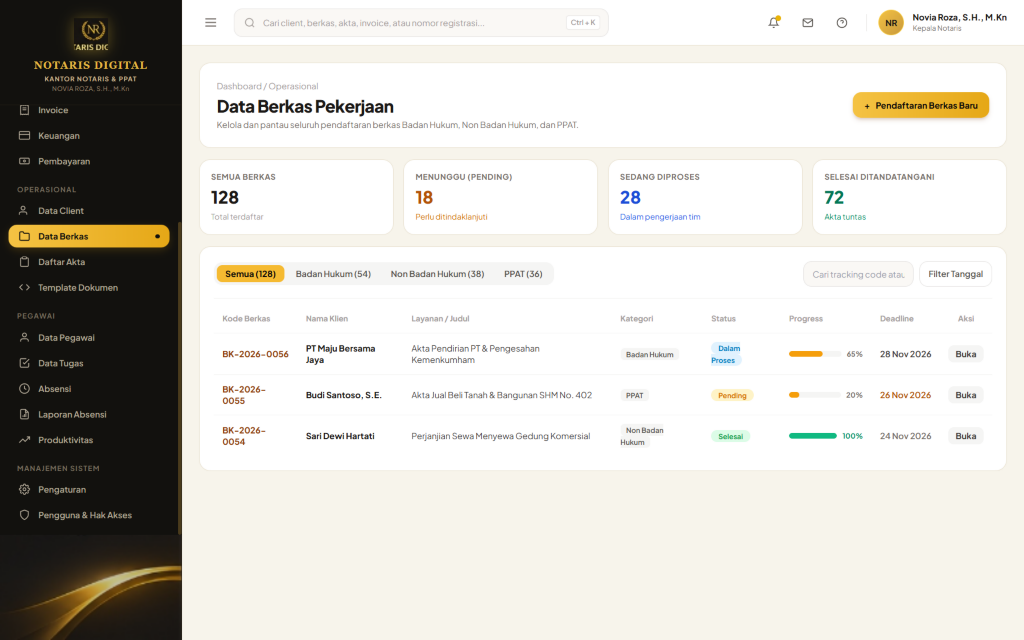 NR
TARIS DIC
NOTARIS DIGITAL
KANTOR NOTARIS & PPAT
NOVIA ROZA, S.H., M.Kn
Invoice
Keuangan
Pembayaran
OPERASIONAL
Data Client
Data Berkas
Daftar Akta
Template Dokumen
PEGAWAI
Data Pegawai
Data Tugas
Absensi
Laporan Absensi
Produktivitas
MANAJEMEN SISTEM
Pengaturan
Pengguna & Hak Akses
Cari client, berkas, akta, invoice, atau nomor registrasi...
Ctrl + K
NR
Novia Roza, S.H., M.Kn
Kepala Notaris
Dashboard / Operasional
Data Berkas Pekerjaan
Kelola dan pantau seluruh pendaftaran berkas Badan Hukum, Non Badan Hukum, dan PPAT.
+ Pendaftaran Berkas Baru
SEMUA BERKAS
128
Total terdaftar
MENUNGGU (PENDING)
18
Perlu ditindaklanjuti
SEDANG DIPROSES
28
Dalam pengerjaan tim
SELESAI DITANDATANGANI
72
Akta tuntas
Semua (128) Badan Hukum (54) Non Badan Hukum (38) PPAT (36)
Cari tracking code atau
Filter Tanggal
Kode Berkas Nama Klien Layanan / Judul Kategori Status Progress Deadline Aksi
BK-2026-0056
PT Maju Bersama
Jaya
Akta Pendirian PT & Pengesahan
Kemenkumham
Badan Hukum
Dalam
Proses
65%
28 Nov 2026
Buka
BK-2026-
0055
Budi Santoso, S.E.
Akta Jual Beli Tanah & Bangunan SHM No. 402
PPAT
Pending
20%
26 Nov 2026
Buka
BK-2026-
0054
Sari Dewi Hartati
Perjanjian Sewa Menyewa Gedung Komersial
Non Badan
Hukum
Selesai
100%
24 Nov 2026
Buka